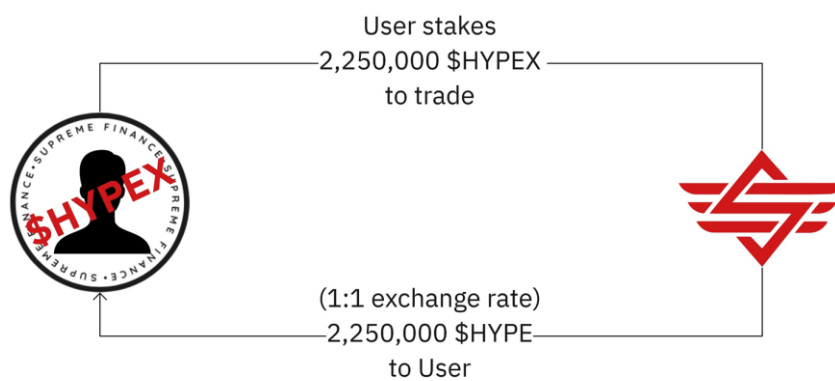 User stakes
2,250,000 $HYPEX
to trade
SUPREME FINANCE • SUPREME FINANCE • SUPREME FINANCE •
$HYPEX
(1:1 exchange rate)
2,250,000 $HYPE
to User